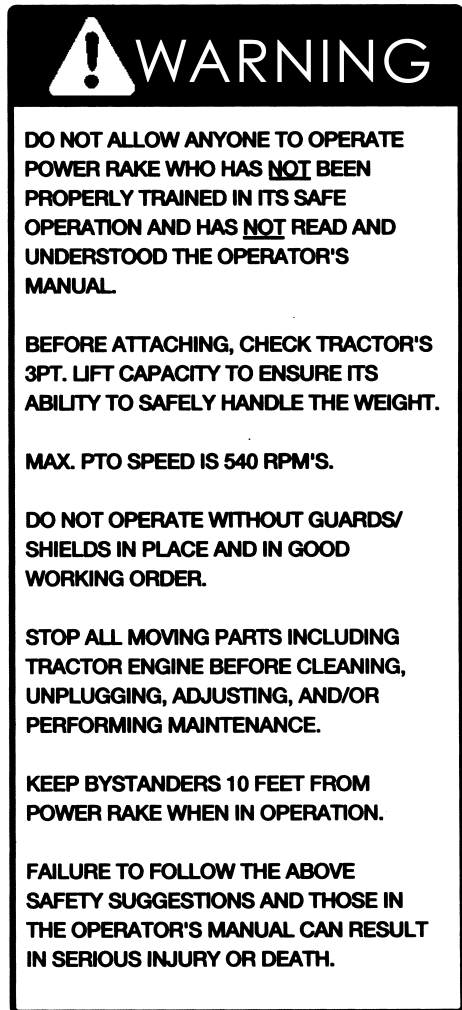 WARNING
DO NOT ALLOW ANYONE TO OPERATE
POWER RAKE WHO HAS NOT BEEN
PROPERLY TRAINED IN ITS SAFE
OPERATION AND HAS NOT READ AND
UNDERSTOOD THE OPERATOR'S
MANUAL.
BEFORE ATTACHING, CHECK TRACTOR'S
3PT. LIFT CAPACITY TO ENSURE ITS
ABILITY TO SAFELY HANDLE THE WEIGHT.
MAX. PTO SPEED IS 540 RPM'S.
DO NOT OPERATE WITHOUT GUARDS/
SHIELDS IN PLACE AND IN GOOD
WORKING ORDER.
STOP ALL MOVING PARTS INCLUDING
TRACTOR ENGINE BEFORE CLEANING,
UNPLUGGING, ADJUSTING, AND/OR
PERFORMING MAINTENANCE.
KEEP BYSTANDERS 10 FEET FROM
POWER RAKE WHEN IN OPERATION.
FAILURE TO FOLLOW THE ABOVE
SAFETY SUGGESTIONS AND THOSE IN
THE OPERATOR'S MANUAL CAN RESULT
IN SERIOUS INJURY OR DEATH.